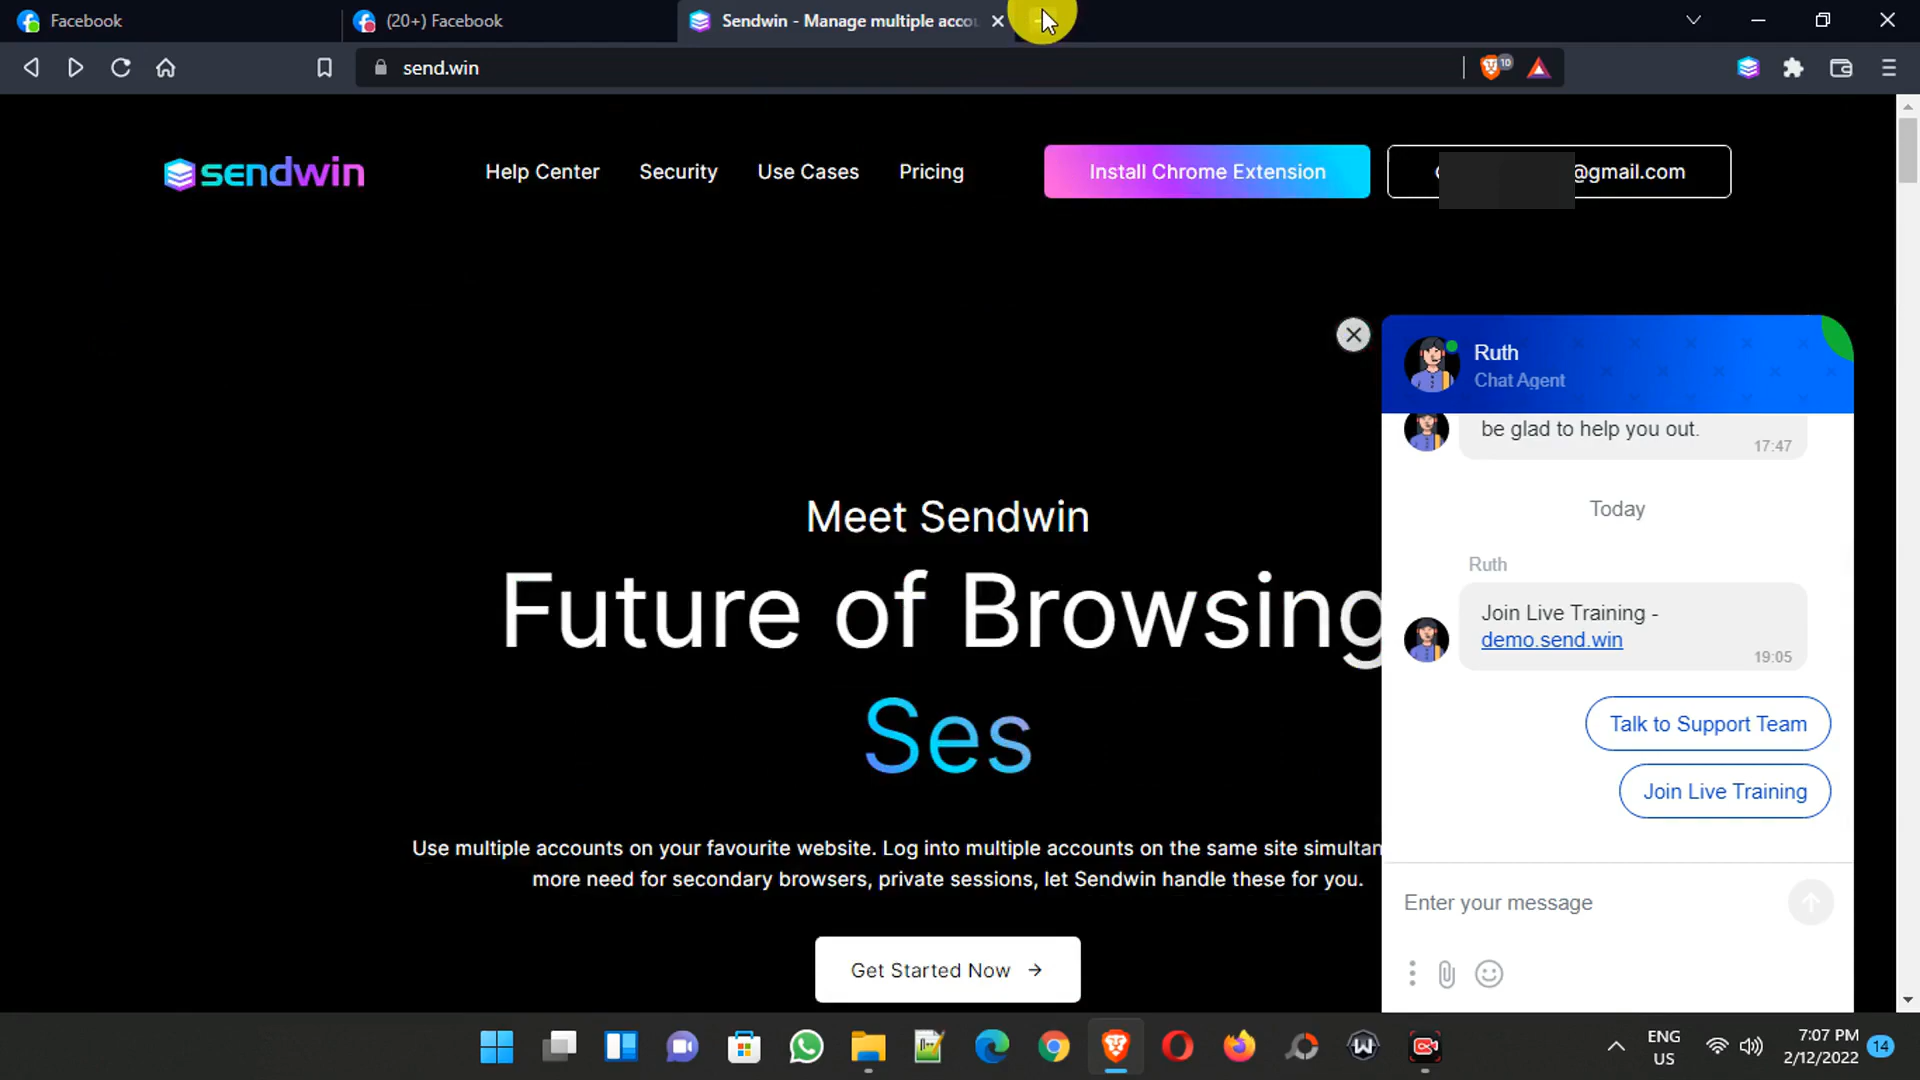 Facebook
(20+) Facebook
Sendwin - Manage multiple accou
send.win
10
sendwin
Help Center
Security
Use Cases
Pricing
Install Chrome Extension
@gmail.com
Ruth
Chat Agent
be glad to help you out.
17:47
Today
Ruth
Join Live Training -
demo.send.win
19:05
Talk to Support Team
Join Live Training
Enter your message
Meet Sendwin
Future of Browsing
Ses
Use multiple accounts on your favourite website. Log into multiple accounts on the same site simultan
more need for secondary browsers, private sessions, let Sendwin handle these for you.
Get Started Now →
ENG
US
7:07 PM
2/12/2022
14